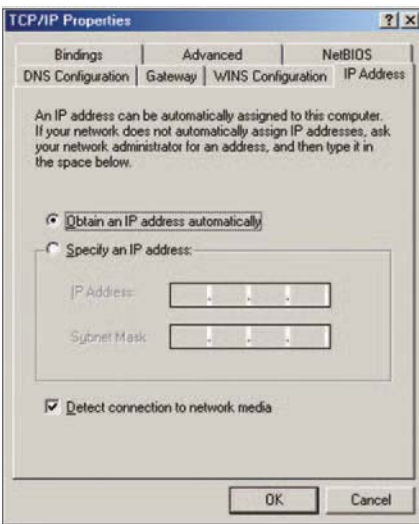 TCP/IP Properties
Bindings Advanced NetBIOS
DNS Configuration Gateway WINS Configuration IP Address
An IP address can be automatically assigned to this computer.
If your network does not automatically assign IP addresses, ask
your network administrator for an address, and then type it in
the space below.
Obtain an IP address automatically
Specify an IP address:
IP Address:
Subnet Mask:
Detect connection to network media
OK Cancel